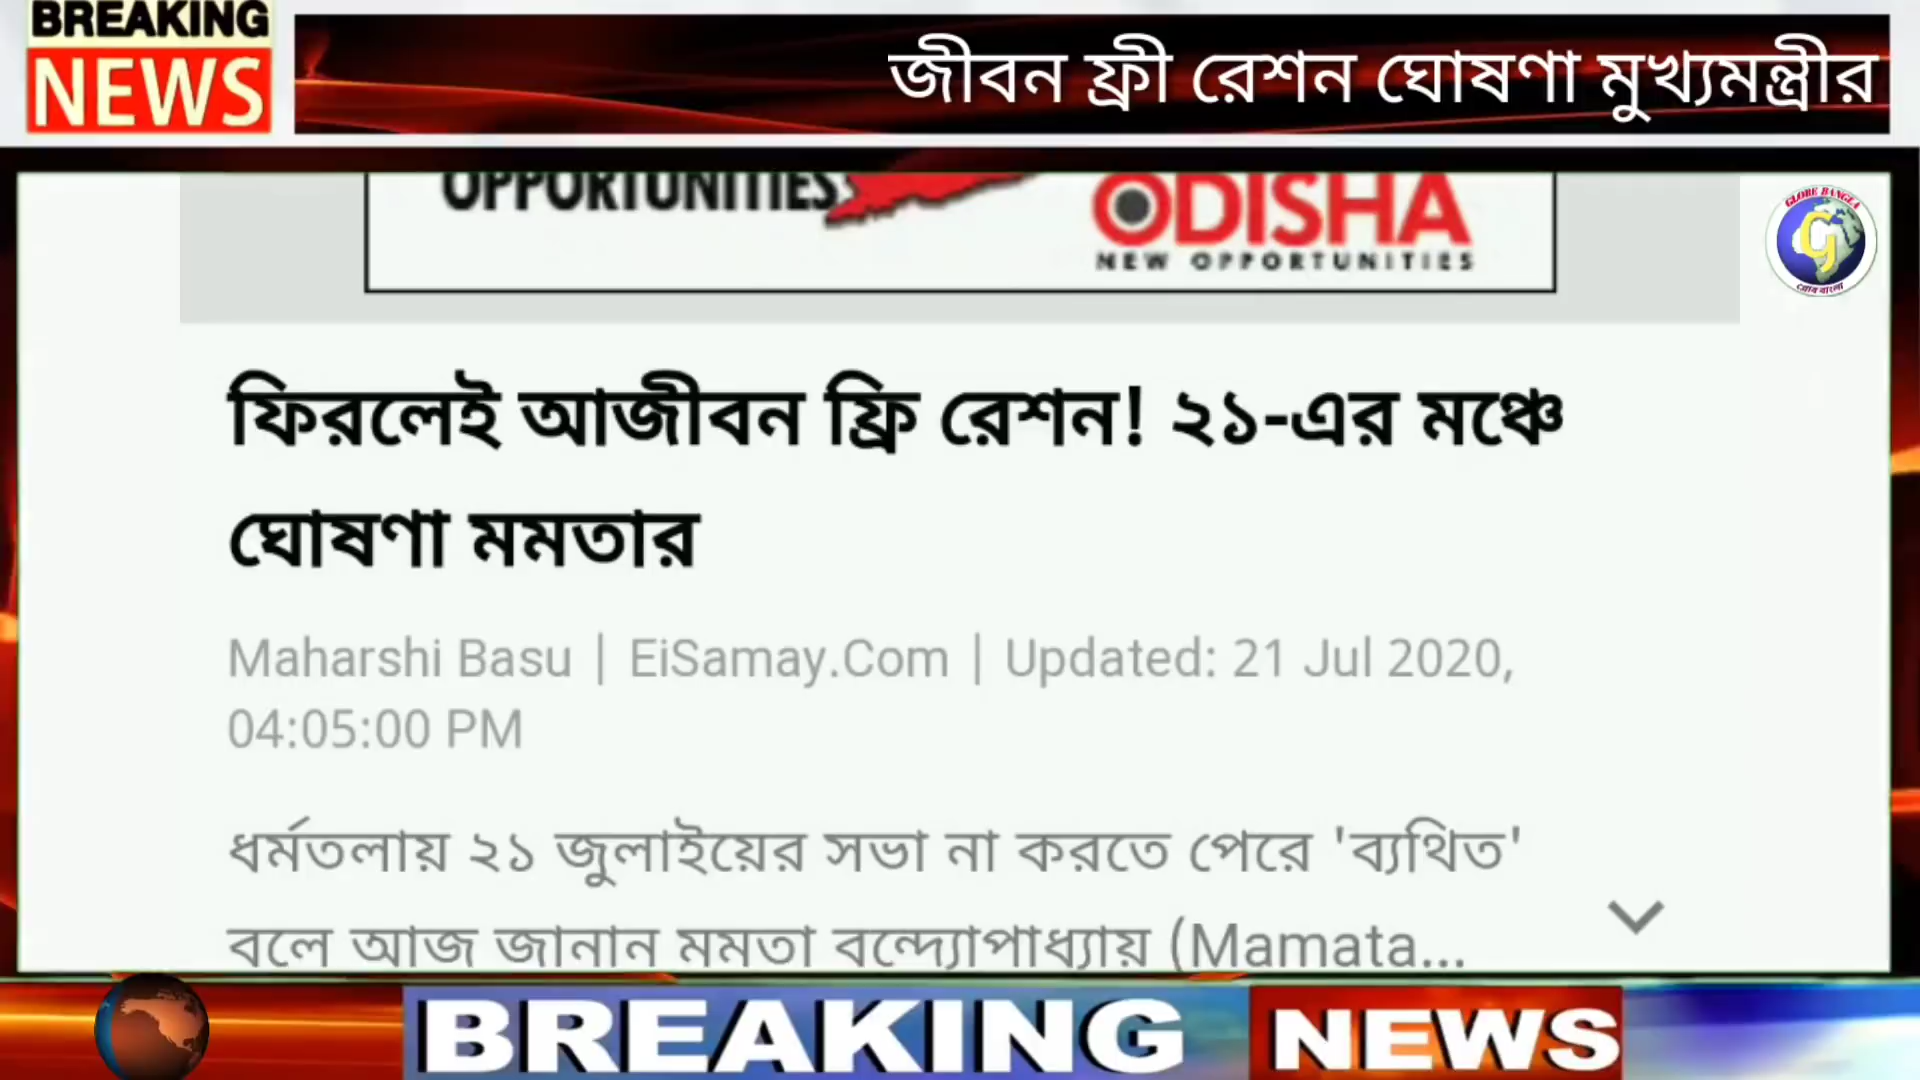 BREAKING
NEWS
জীবন ফ্রী রেশন ঘোষণা মুখ্যমন্ত্রীর
OPPORTUNITIES
ODISHA
NEW OPPORTUNITIES
GLOBE BANGLA
G
গ্লোব বাংলা
ফিরলেই আজীবন ফ্রি রেশন! ২১-এর মঞ্চে
ঘোষণা মমতার
Maharshi Basu | EiSamay.Com | Updated: 21 Jul 2020,
04:05:00 PM
ধর্মতলায় ২১ জুলাইয়ের সভা না করতে পেরে 'ব্যথিত'
বলে আজ জানান মমতা বন্দ্যোপাধ্যায় (Mamata...
BREAKING NEWS